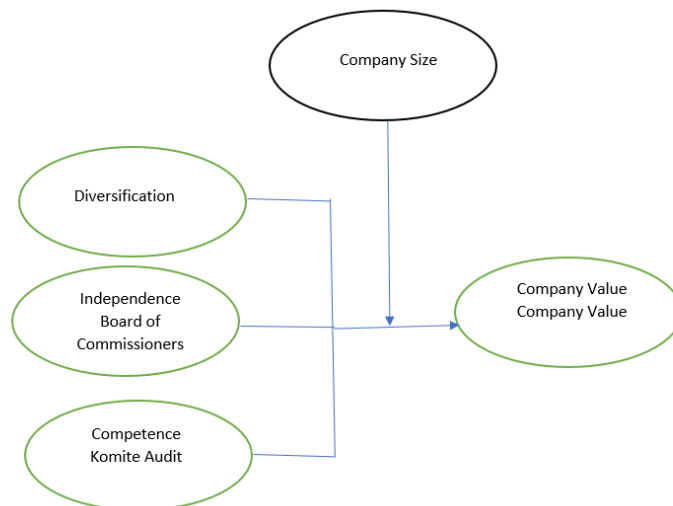 Company Size
Diversification
Independence
Board of
Commissioners
Company Value
Company Value
Competence
Komite Audit